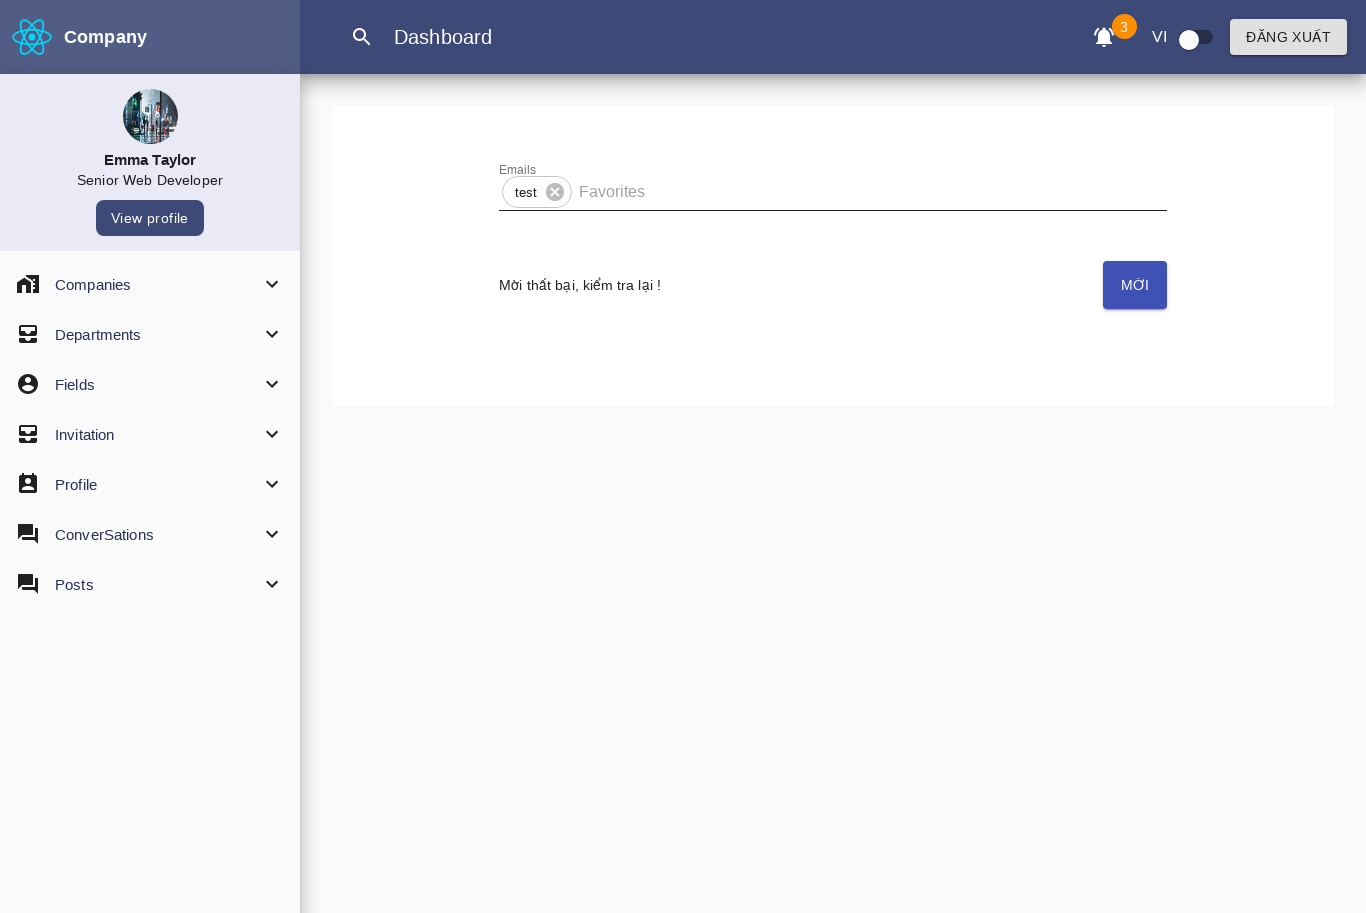 Company
Dashboard
3
VI
ĐĂNG XUẤT
Emma Taylor
Senior Web Developer
View profile
Companies
Departments
Fields
Invitation
Profile
ConverSations
Posts
Emails
test Favorites
Mời thất bại, kiểm tra lại !
MỜI